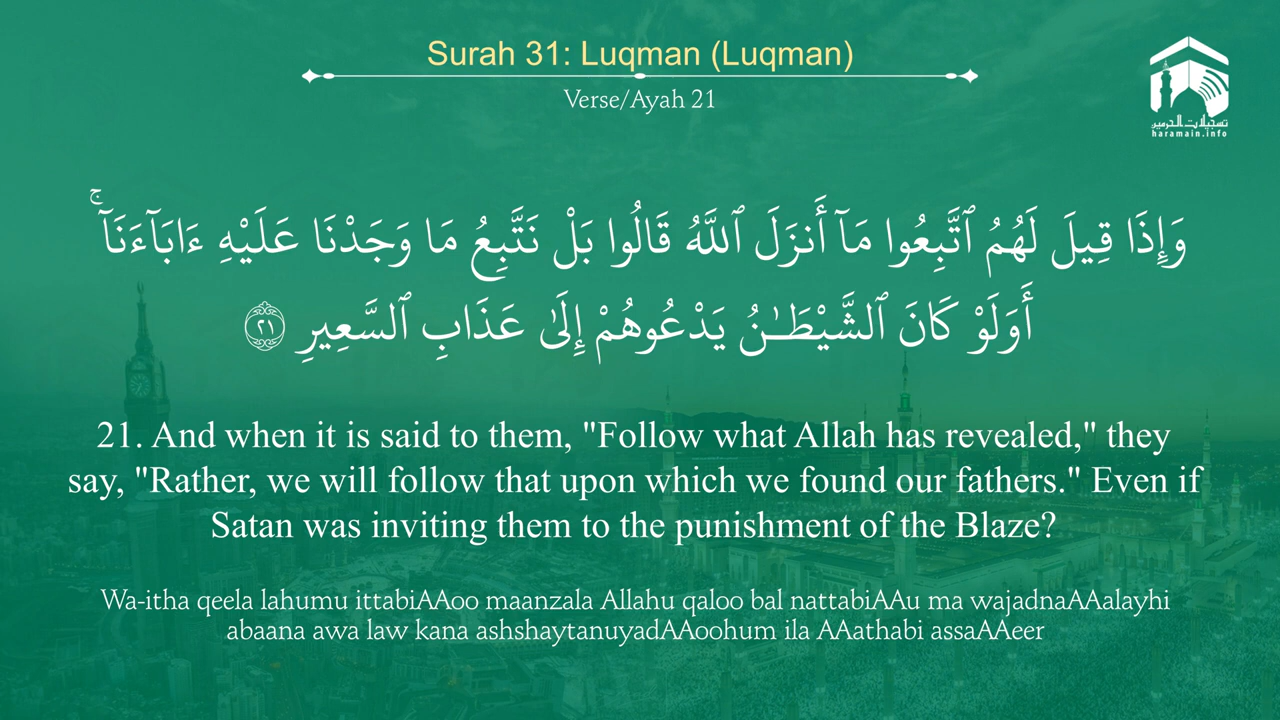 Surah 31: Luqman (Luqman)
Verse/Ayah 21
تسجيلات الحرمين
haramain.info
وَإِذَا قِيلَ لَهُمُ ٱتَّبِعُوا مَآ أَنزَلَ ٱللَّهُ قَالُوا بَلْ نَتَّبِعُ مَا وَجَدْنَا عَلَيْهِ ءَابَآءَنَآ ۚ
أَوَلَوْ كَانَ ٱلشَّيْطَـٰنُ يَدْعُوهُمْ إِلَىٰ عَذَابِ ٱلسَّعِيرِ ٢١
21. And when it is said to them, "Follow what Allah has revealed," they
say, "Rather, we will follow that upon which we found our fathers." Even if
Satan was inviting them to the punishment of the Blaze?
Wa-itha qeela lahumu ittabiAAoo maanzala Allahu qaloo bal nattabiAAu ma wajadnaAAalayhi
abaana awa law kana ashshaytanuyadAAoohum ila AAathabi assaAAeer